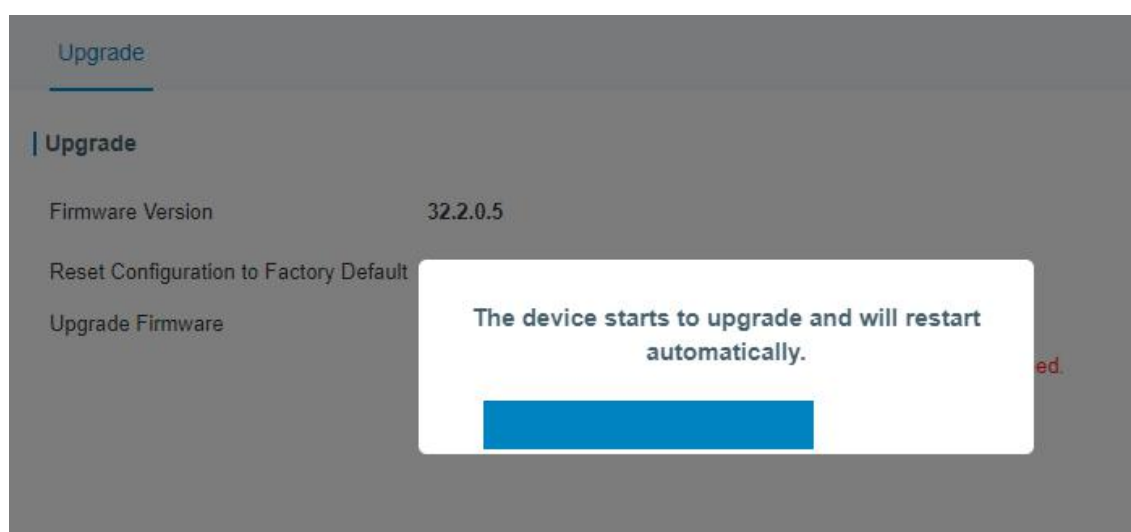 Upgrade
Upgrade
Firmware Version 32.2.0.5
Reset Configuration to Factory Default
Upgrade Firmware
The device starts to upgrade and will restart
automatically.
ed.